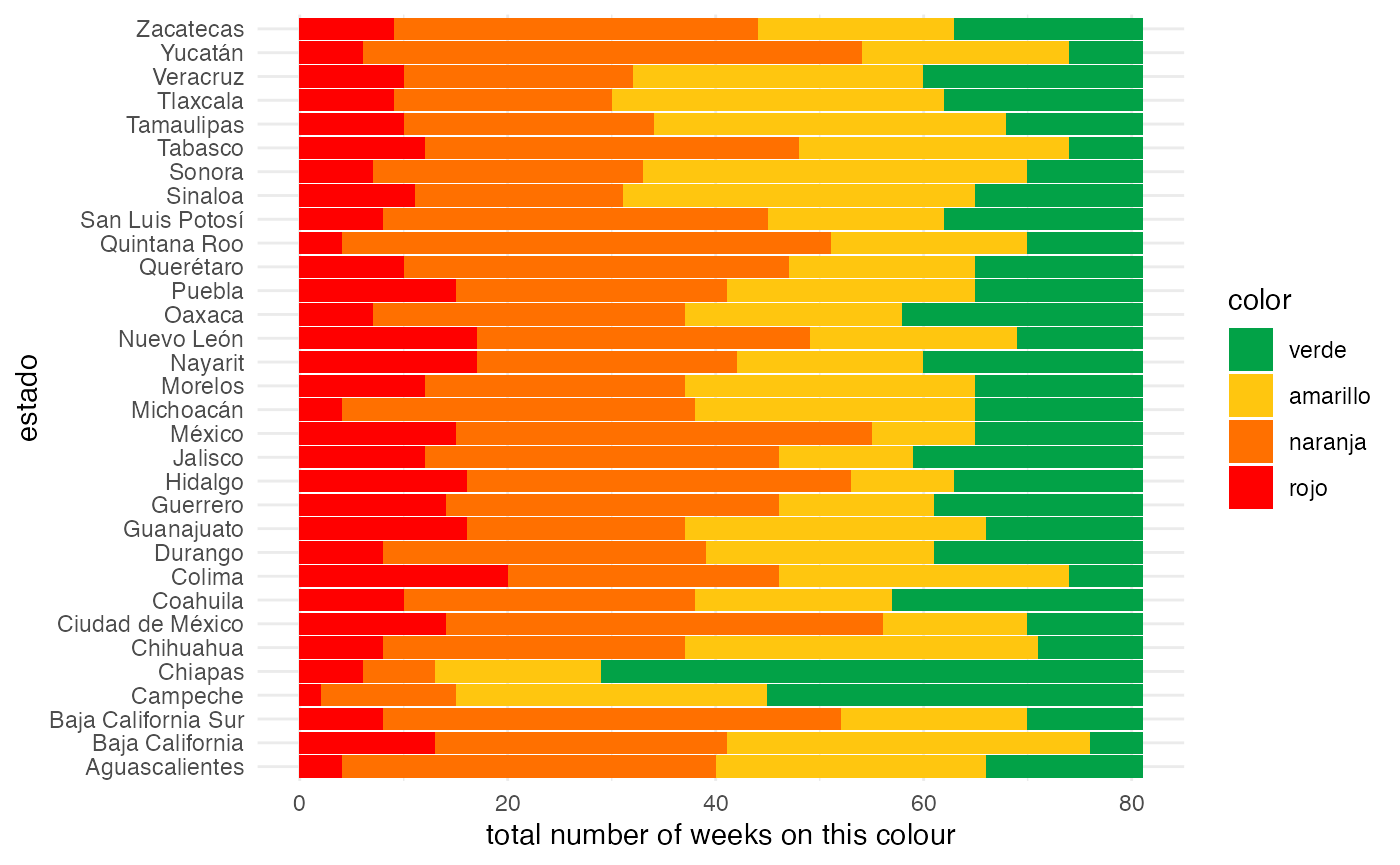 Zacatecas
Yucatán
Veracruz
Tlaxcala
Tamaulipas
Tabasco
Sonora
Sinaloa
San Luis Potosí
Quintana Roo
Querétaro
Puebla
Oaxaca
Nuevo León
Nayarit
Morelos
Michoacán
México
Jalisco
Hidalgo
Guerrero
Guanajuato
Durango
Colima
Coahuila
Ciudad de México
Chihuahua
Chiapas
Campeche
Baja California Sur
Baja California
Aguascalientes
estado
0 20 40 60 80
total number of weeks on this colour
color
verde
amarillo
naranja
rojo